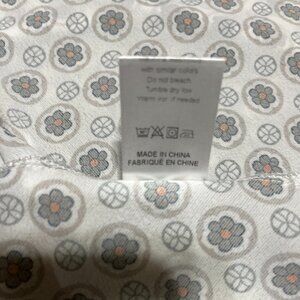 with similar colors
Do not bleach.
Tumble dry low
Warm iron if needed
MADE IN CHINA
FABRIQUÉ EN CHINE